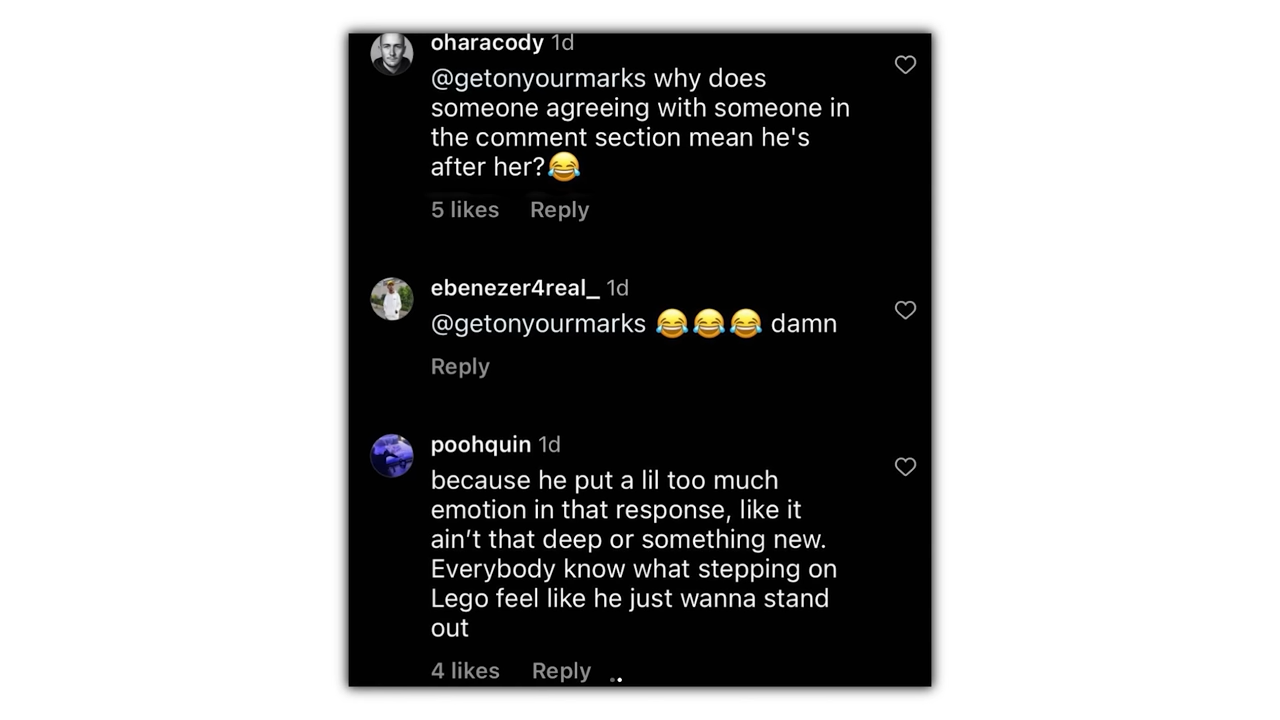 oharacody 1d
@getonyourmarks why does
someone agreeing with someone in
the comment section mean he's
after her?😂
5 likes Reply
ebenezer4real_ 1d
@getonyourmarks 😂😂😂 damn
Reply
poohquin 1d
because he put a lil too much
emotion in that response, like it
ain’t that deep or something new.
Everybody know what stepping on
Lego feel like he just wanna stand
out
4 likes Reply